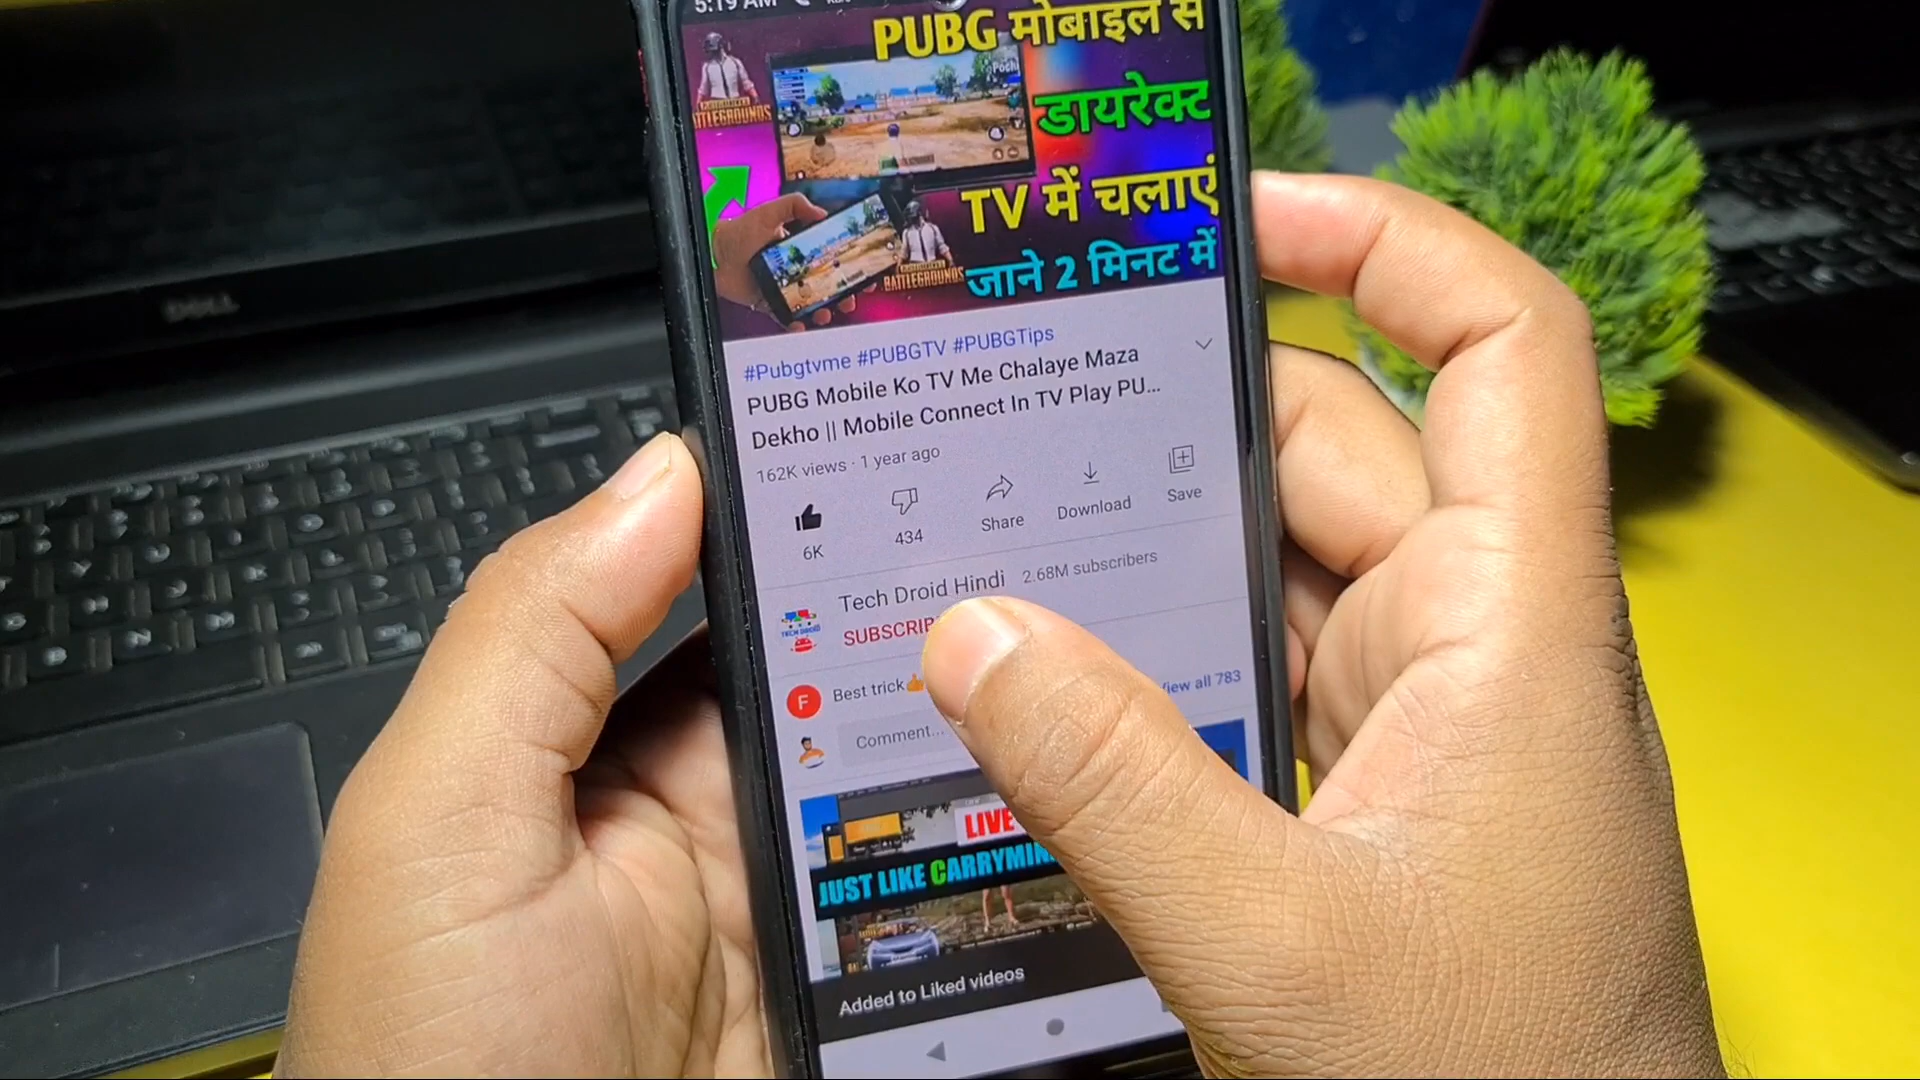 5:19 AM
PUBG मोबाइल से
डायरेक्ट
TV में चलाएं
जाने 2 मिनट में
BATTLEGROUNDS
DELL
#Pubgtvme #PUBGTV #PUBGTips
PUBG Mobile Ko TV Me Chalaye Maza
Dekho || Mobile Connect In TV Play PU...
162K views · 1 year ago
6K
434
Share
Download
Save
Tech Droid Hindi 2.68M subscribers
SUBSCRIB
F
Best trick👍
View all 783
Comment...
LIVE
JUST LIKE CARRYMIN
Added to Liked videos